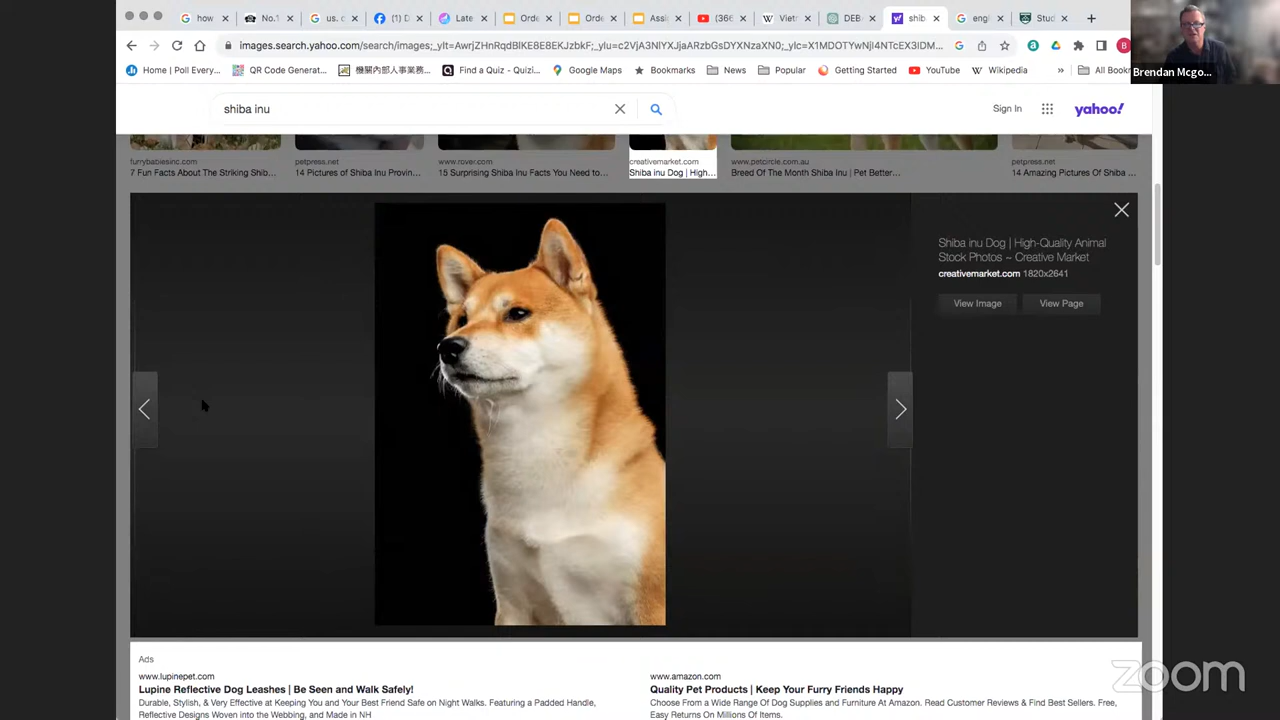 how
No.1
us. c
(1) D
Late
Orde
Orde
Assi
(366
Vietr
DEB
shib
engl
Stud
images.search.yahoo.com/search/images;_ylt=AwrjZHnRqdBlKE8E8EKJzbkF;_ylu=c2VjA3NlYXJjaARzbGsDYXNzaXN0;_ylc=X1MDOTYwNjI4NTcEX3IDM...
B
Home | Poll Every...
QR Code Generat...
機關內部人事業務...
Find a Quiz - Quizi...
Google Maps
Bookmarks
News
Popular
Getting Started
YouTube
Wikipedia
»
All Bookm
Brendan Mcgo...
shiba inu
Sign In
yahoo!
furrybabiesinc.com
7 Fun Facts About The Striking Shib...
petpress.net
14 Pictures of Shiba Inu Provin...
www.rover.com
15 Surprising Shiba Inu Facts You Need to...
creativemarket.com
Shiba inu Dog | High-...
www.petcircle.com.au
Breed Of The Month Shiba Inu | Pet Better...
petpress.net
14 Amazing Pictures Of Shiba ...
Shiba inu Dog | High-Quality Animal
Stock Photos ~ Creative Market
creativemarket.com 1820x2641
View Image
View Page
Ads
www.lupinepet.com
Lupine Reflective Dog Leashes | Be Seen and Walk Safely!
Durable, Stylish, & Very Effective at Keeping You and Your Best Friend Safe on Night Walks. Featuring a Padded Handle,
Reflective Designs Woven into the Webbing, and Made in NH
www.amazon.com
Quality Pet Products | Keep Your Furry Friends Happy
Choose From a Wide Range Of Dog Supplies and Furniture At Amazon. Read Customer Reviews & Find Best Sellers. Free,
Easy Returns On Millions Of Items.
zoom